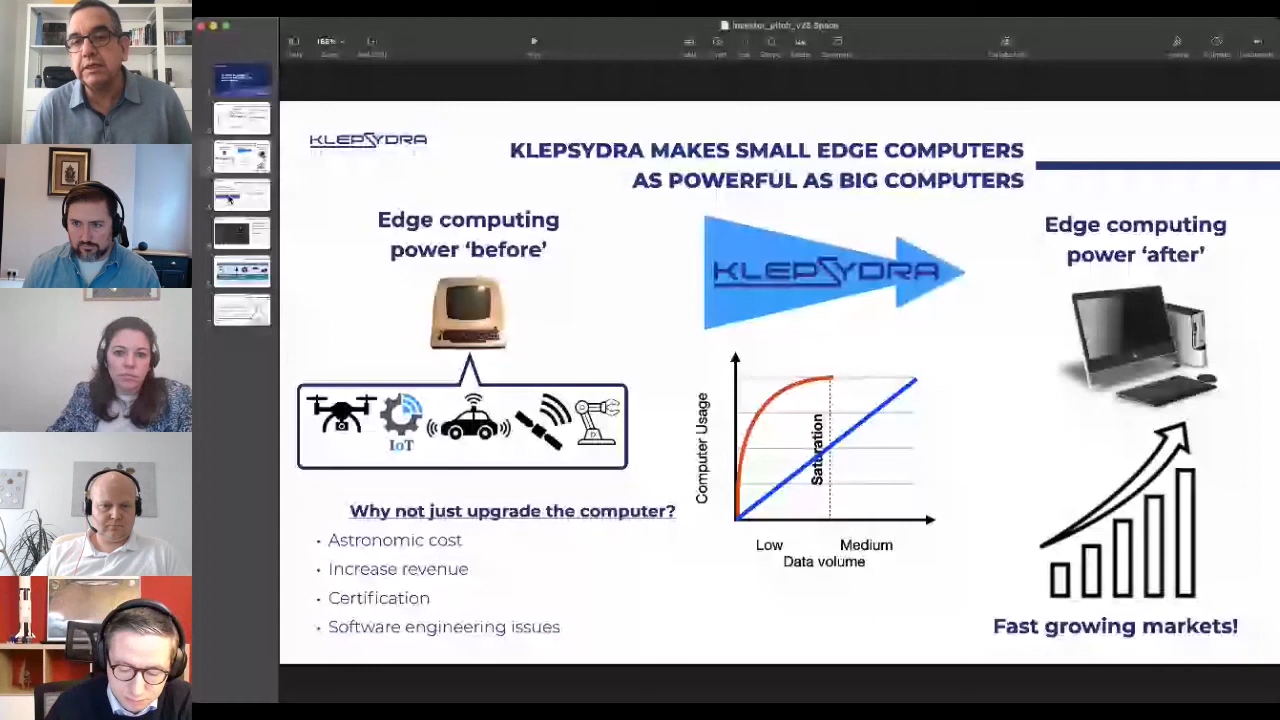 Investor_pitch_v26 Space
KLEPSYDRA
KLEPSYDRA MAKES SMALL EDGE COMPUTERS
AS POWERFUL AS BIG COMPUTERS
Edge computing
power ‘before’
KLEPSYDRA
Edge computing
power ‘after’
IoT
Computer Usage
Saturation
Low
Medium
Data volume
Why not just upgrade the computer?
• Astronomic cost
• Increase revenue
• Certification
• Software engineering issues
Fast growing markets!